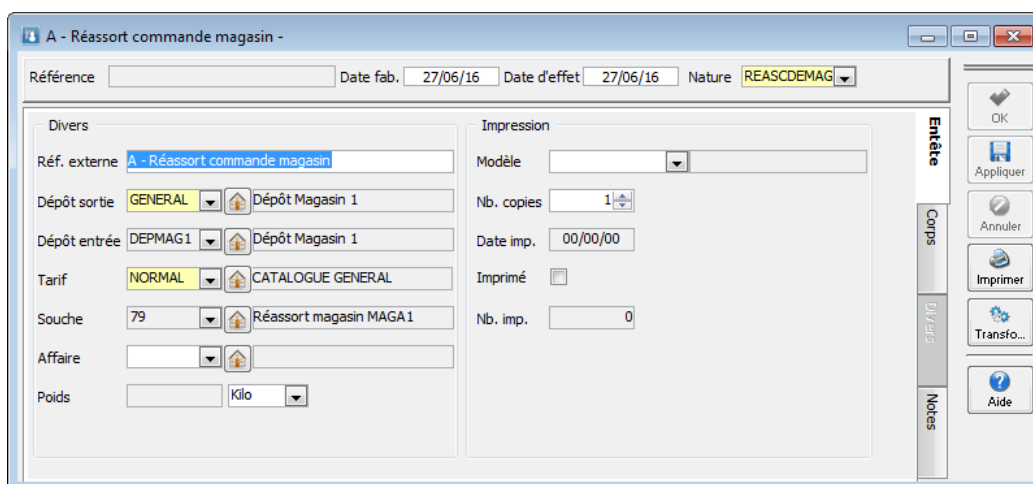 A - Réassort commande magasin -
Référence Date fab. 27/06/16 Date d'effet 27/06/16 Nature REASCDEMAG
Divers
Réf. externe A - Réassort commande magasin
Dépôt sortie GENERAL Dépôt Magasin 1
Dépôt entrée DEPMAG1 Dépôt Magasin 1
Tarif NORMAL CATALOGUE GENERAL
Souche 79 Réassort magasin MAGA1
Affaire
Poids Kilo
Impression
Modèle
Nb. copies 1
Date imp. 00/00/00
Imprimé
Nb. imp. 0
Entête
Corps
Divers
Notes
OK
Appliquer
Annuler
Imprimer
Transfo...
Aide